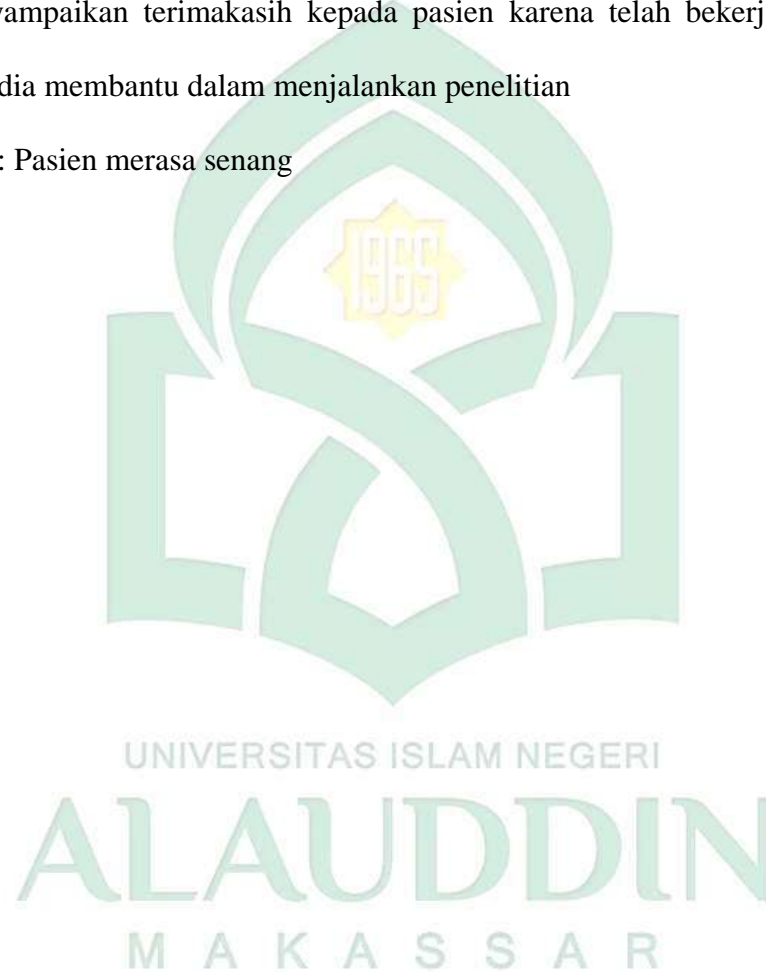 yampaikan terimakasih kepada pasien karena telah bekerj
dia membantu dalam menjalankan penelitian
: Pasien merasa senang
1965
UNIVERSITAS ISLAM NEGERI
ALAUDDIN
MAKASSAR